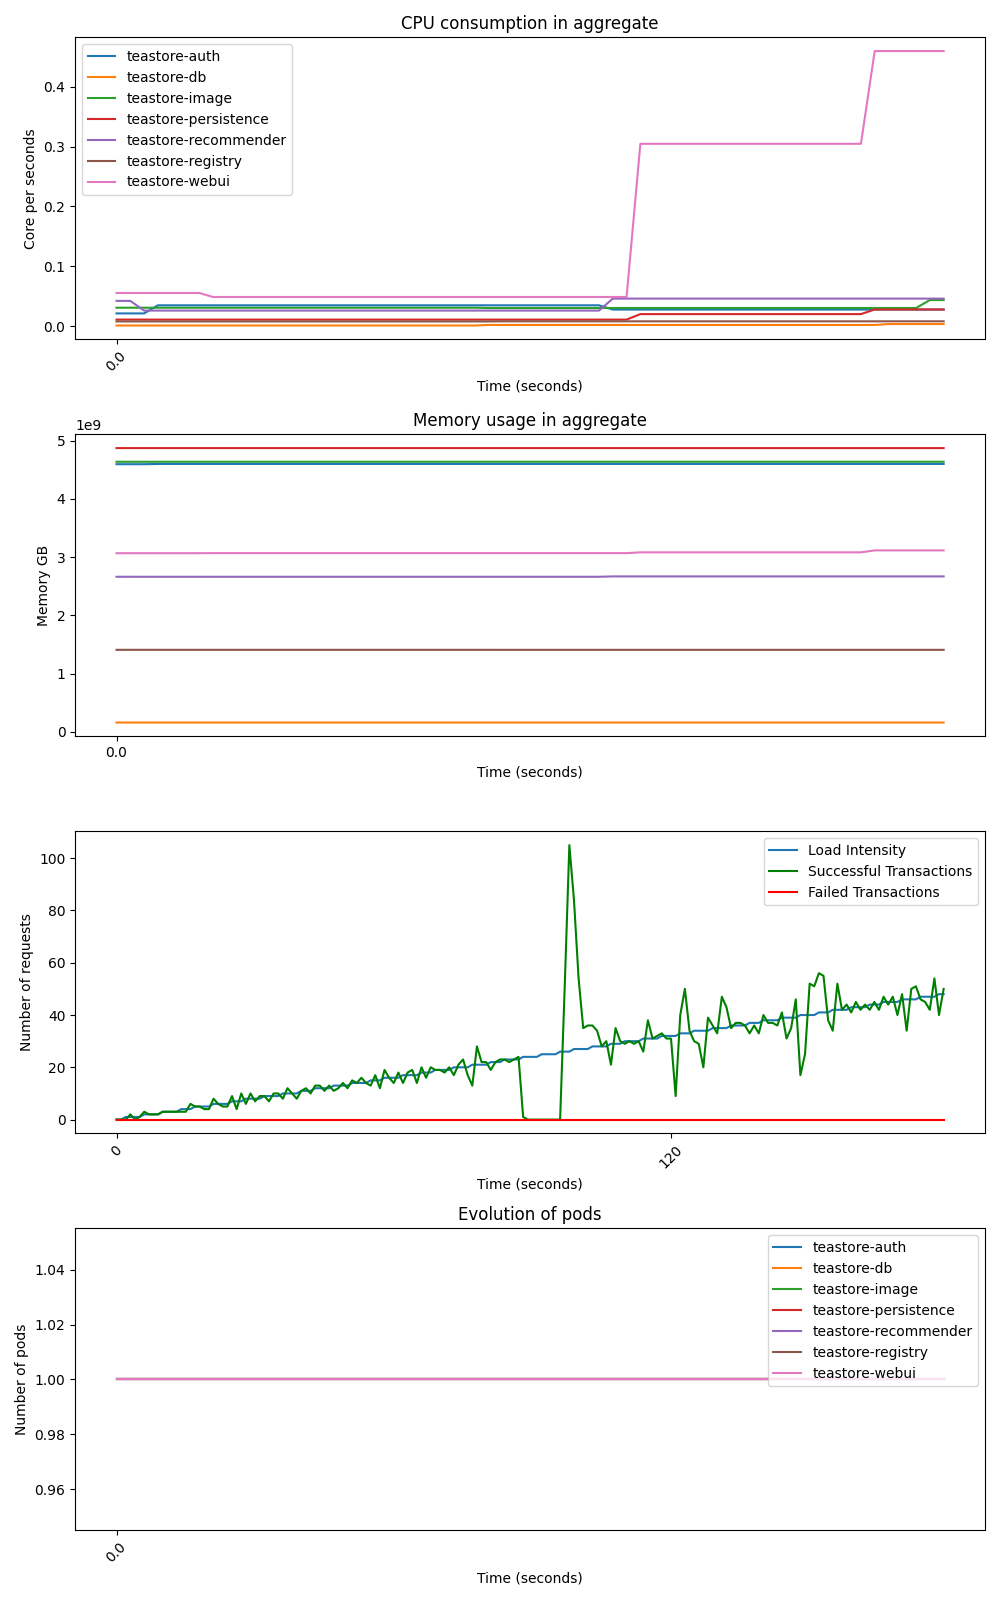 CPU consumption in aggregate
teastore-auth
teastore-db
teastore-image
teastore-persistence
teastore-recommender
teastore-registry
teastore-webui
Core per seconds
0.4
0.3
0.2
0.1
0.0
0.0
Time (seconds)
Memory usage in aggregate
1e9
Memory GB
5
4
3
2
1
0
0.0
Time (seconds)
Load Intensity
Successful Transactions
Failed Transactions
Number of requests
100
80
60
40
20
0
0
120
Time (seconds)
Evolution of pods
teastore-auth
teastore-db
teastore-image
teastore-persistence
teastore-recommender
teastore-registry
teastore-webui
Number of pods
1.04
1.02
1.00
0.98
0.96
0.0
Time (seconds)